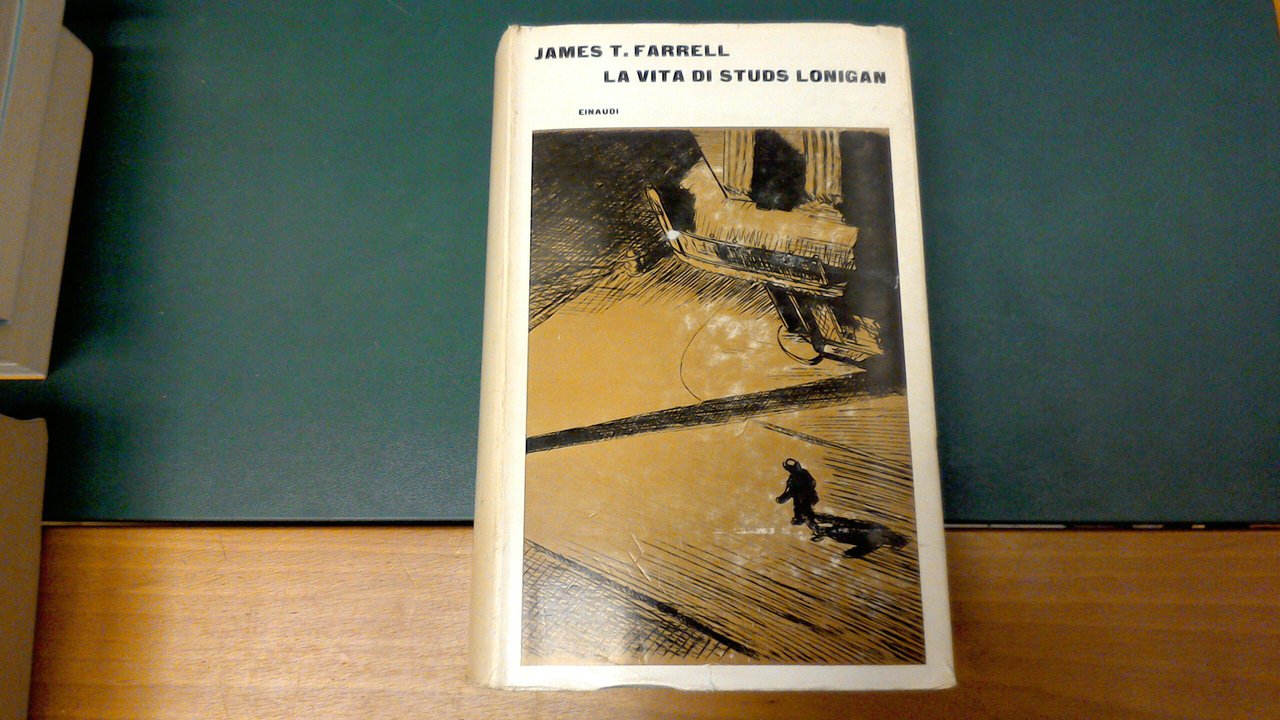 JAMES T. FARRELL
LA VITA DI STUDS LONIGAN
EINAUDI